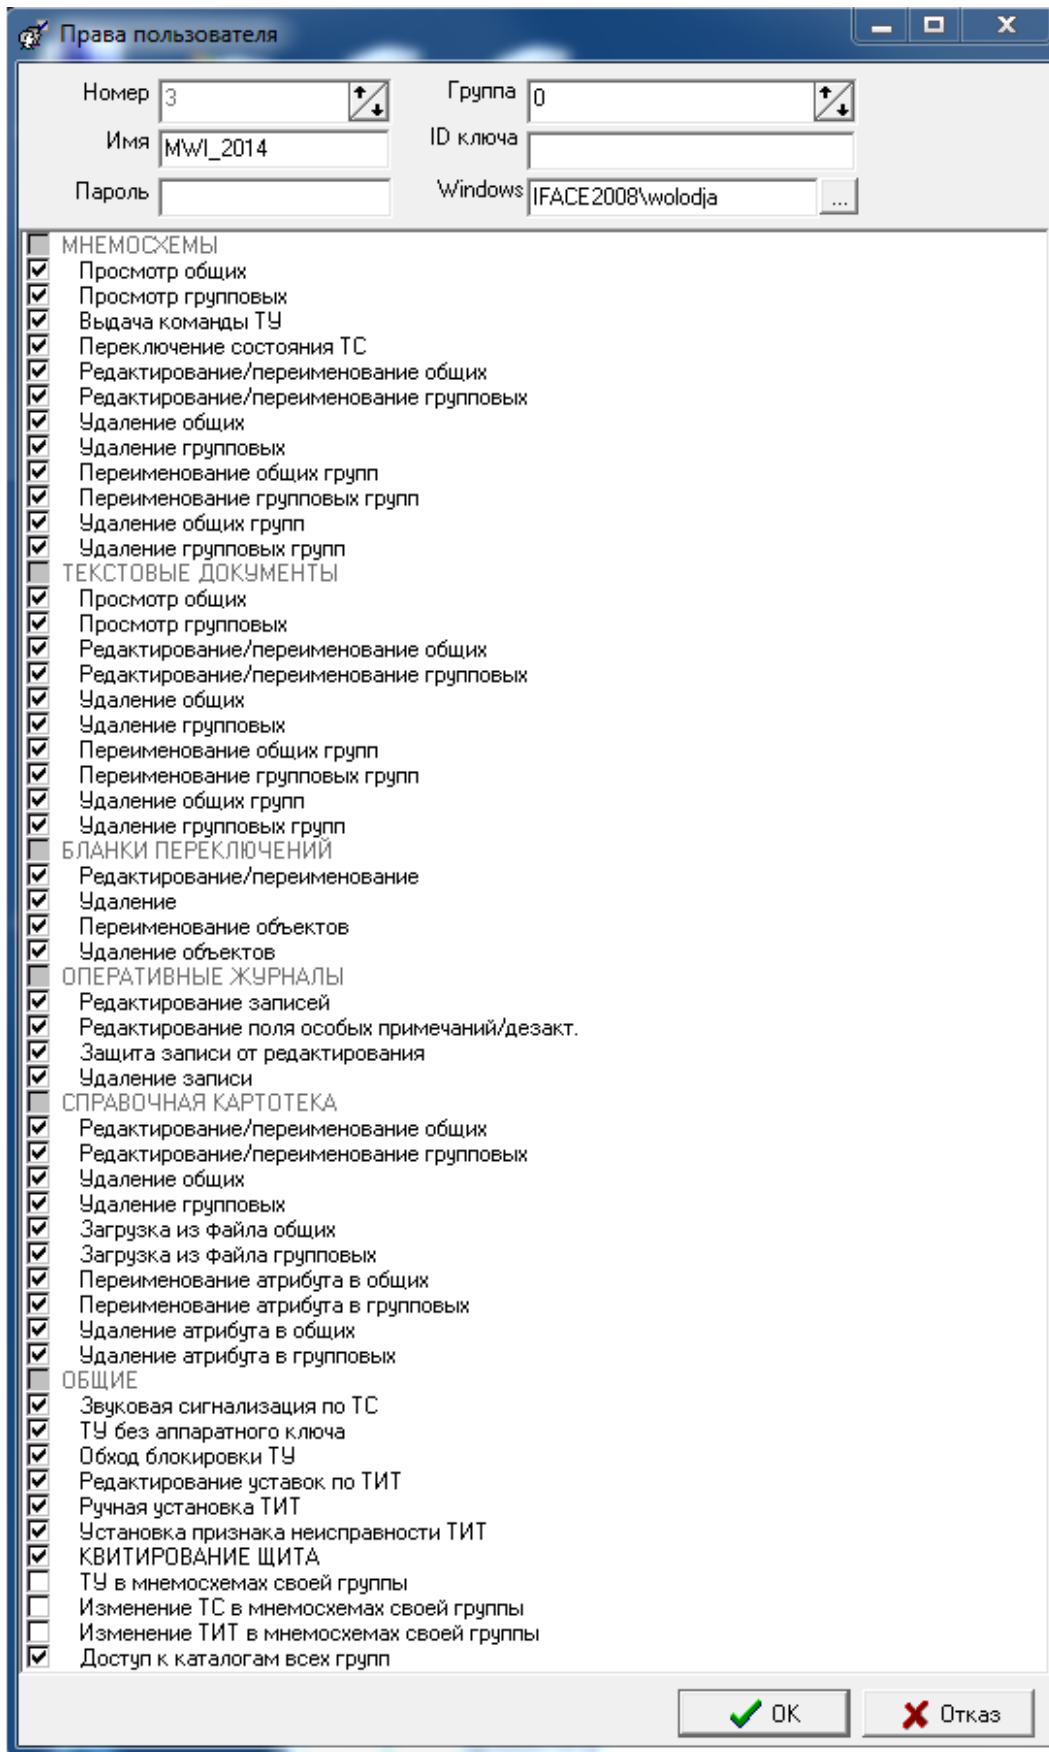 Права пользователя
Номер 3 Группа 0
Имя MWI_2014 ID ключа
Пароль Windows IFACE2008\wolodja ...
МНЕМОСХЕМЫ
Просмотр общих
Просмотр групповых
Выдача команды ТУ
Переключение состояния ТС
Редактирование/переименование общих
Редактирование/переименование групповых
Удаление общих
Удаление групповых
Переименование общих групп
Переименование групповых групп
Удаление общих групп
Удаление групповых групп
ТЕКСТОВЫЕ ДОКУМЕНТЫ
Просмотр общих
Просмотр групповых
Редактирование/переименование общих
Редактирование/переименование групповых
Удаление общих
Удаление групповых
Переименование общих групп
Переименование групповых групп
Удаление общих групп
Удаление групповых групп
БЛАНКИ ПЕРЕКЛЮЧЕНИЙ
Редактирование/переименование
Удаление
Переименование объектов
Удаление объектов
ОПЕРАТИВНЫЕ ЖУРНАЛЫ
Редактирование записей
Редактирование поля особых примечаний/дезакт.
Защита записи от редактирования
Удаление записи
СПРАВОЧНАЯ КАРТОТЕКА
Редактирование/переименование общих
Редактирование/переименование групповых
Удаление общих
Удаление групповых
Загрузка из файла общих
Загрузка из файла групповых
Переименование атрибута в общих
Переименование атрибута в групповых
Удаление атрибута в общих
Удаление атрибута в групповых
ОБЩИЕ
Звуковая сигнализация по ТС
ТУ без аппаратного ключа
Обход блокировки ТУ
Редактирование уставок по ТИТ
Ручная установка ТИТ
Установка признака неисправности ТИТ
КВИТИРОВАНИЕ ЩИТА
ТУ в мнемосхемах своей группы
Изменение ТС в мнемосхемах своей группы
Изменение ТИТ в мнемосхемах своей группы
Доступ к каталогам всех групп
OK Отказ